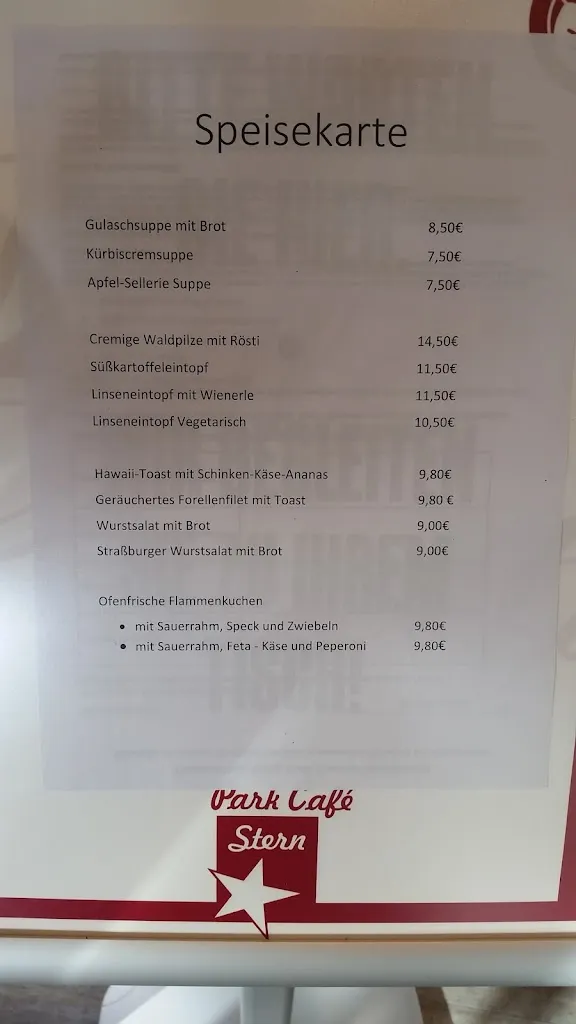 Speisekarte
Gulaschsuppe mit Brot 8,50€
Kürbiscremsuppe 7,50€
Apfel-Sellerie Suppe 7,50€
Cremige Waldpilze mit Rösti 14,50€
Süßkartoffeleintopf 11,50€
Linseneintopf mit Wienerle 11,50€
Linseneintopf Vegetarisch 10,50€
Hawaii-Toast mit Schinken-Käse-Ananas 9,80€
Geräuchertes Forellenfilet mit Toast 9,80 €
Wurstsalat mit Brot 9,00€
Straßburger Wurstsalat mit Brot 9,00€
Ofenfrische Flammenkuchen
• mit Sauerrahm, Speck und Zwiebeln 9,80€
• mit Sauerrahm, Feta - Käse und Peperoni 9,80€
Park Café
Stern